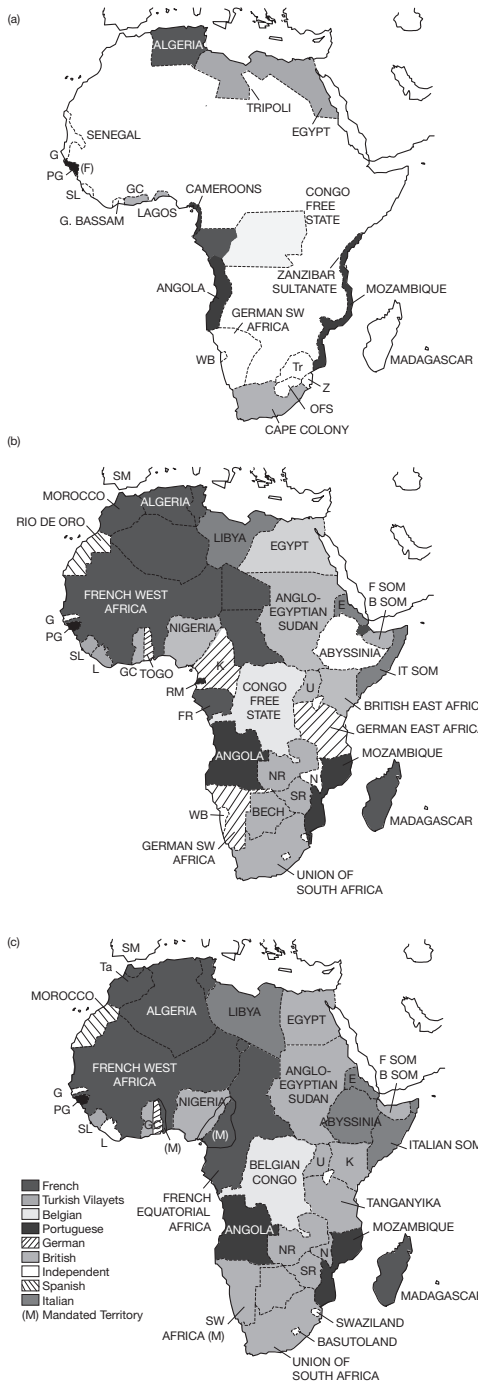 (a)
ALGERIA
TRIPOLI
EGYPT
SENEGAL
G
PG
(F)
SL
GC
CAMEROONS
CONGO
FREE
STATE
G. BASSAM
LAGOS
ZANZIBAR
SULTANATE
ANGOLA
MOZAMBIQUE
GERMAN SW
AFRICA
WB
Tr
MADAGASCAR
Z
OFS
CAPE COLONY
(b)
SM
MOROCCO
ALGERIA
RIO DE ORO
LIBYA
EGYPT
FRENCH WEST
AFRICA
ANGLO-
EGYPTIAN
SUDAN
E
F SOM
B SOM
G
PG
NIGERIA
ABYSSINIA
SL
L
GC
TOGO
K
IT SOM
RM
CONGO
FREE
STATE
U
BRITISH EAST AFRIC
FR
GERMAN EAST AFRICA
ANGOLA
MOZAMBIQUE
NR
N
SR
WB
BECH
MADAGASCAR
GERMAN SW
AFRICA
UNION OF
SOUTH AFRICA
(c)
SM
Ta
MOROCCO
ALGERIA
LIBYA
EGYPT
FRENCH WEST
AFRICA
ANGLO-
EGYPTIAN
SUDAN
E
F SOM
B SOM
G
PG
NIGERIA
ABYSSINIA
SL
L
GC
(M)
(M)
ITALIAN SOM
BELGIAN
CONGO
U
K
FRENCH
EQUATORIAL
AFRICA
TANGANYIKA
ANGOLA
MOZAMBIQUE
NR
N
SR
MADAGASCAR
SW
AFRICA (M)
SWAZILAND
BASUTOLAND
UNION OF
SOUTH AFRICA
French
Turkish Vilayets
Belgian
Portuguese
German
British
Independent
Spanish
Italian
(M) Mandated Territory